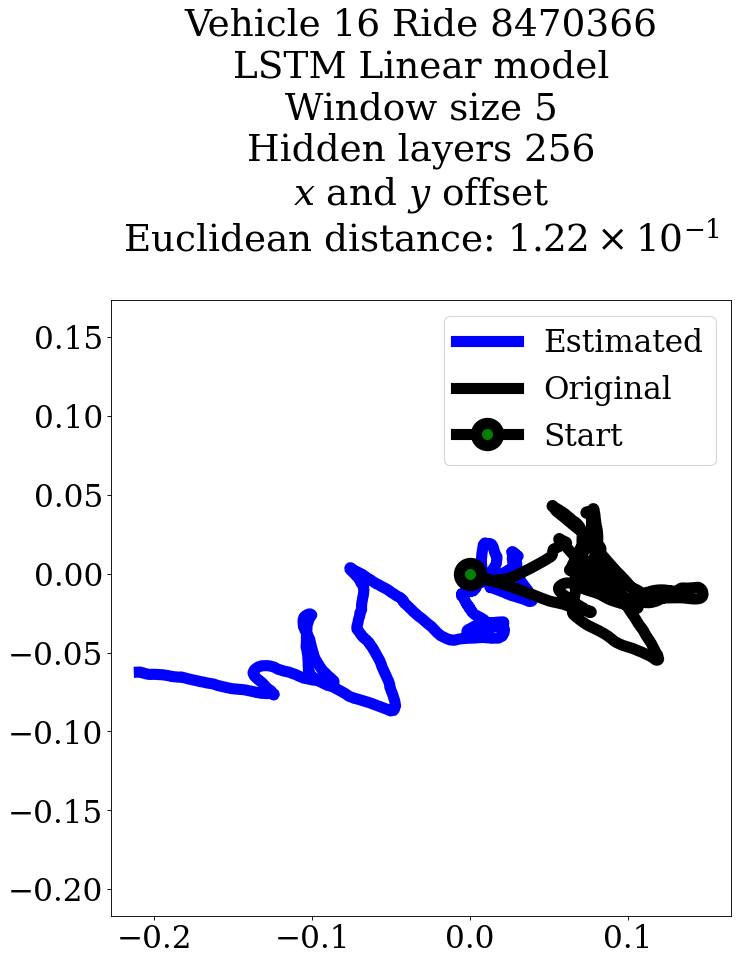 Vehicle 16 Ride 8470366
LSTM Linear model
Window size 5
Hidden layers 256
x and y offset
Euclidean distance: 1.22 × 10⁻¹
Estimated
Original
Start
0.15
0.10
0.05
0.00
−0.05
−0.10
−0.15
−0.20
−0.2
−0.1
0.0
0.1